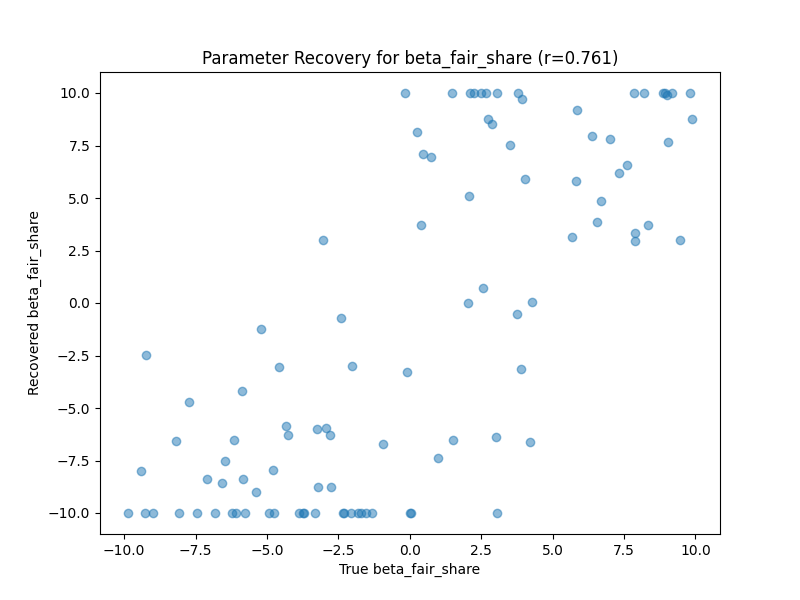 Parameter Recovery for beta_fair_share (r=0.761)
10.0
7.5
5.0
2.5
0.0
−2.5
−5.0
−7.5
−10.0
Recovered beta_fair_share
−10.0 −7.5 −5.0 −2.5 0.0 2.5 5.0 7.5 10.0
True beta_fair_share